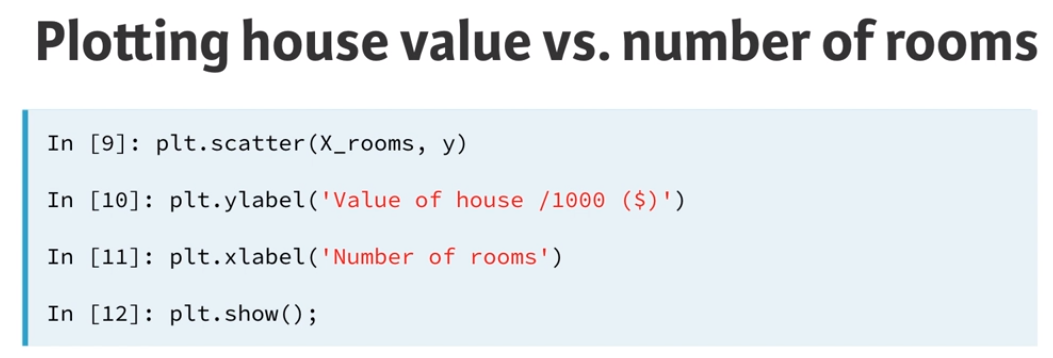 Plotting house value vs. number of rooms
In [9]: plt.scatter(X_rooms, y)
In [10]: plt.ylabel('Value of house /1000 ($)')
In [11]: plt.xlabel('Number of rooms')
In [12]: plt.show();